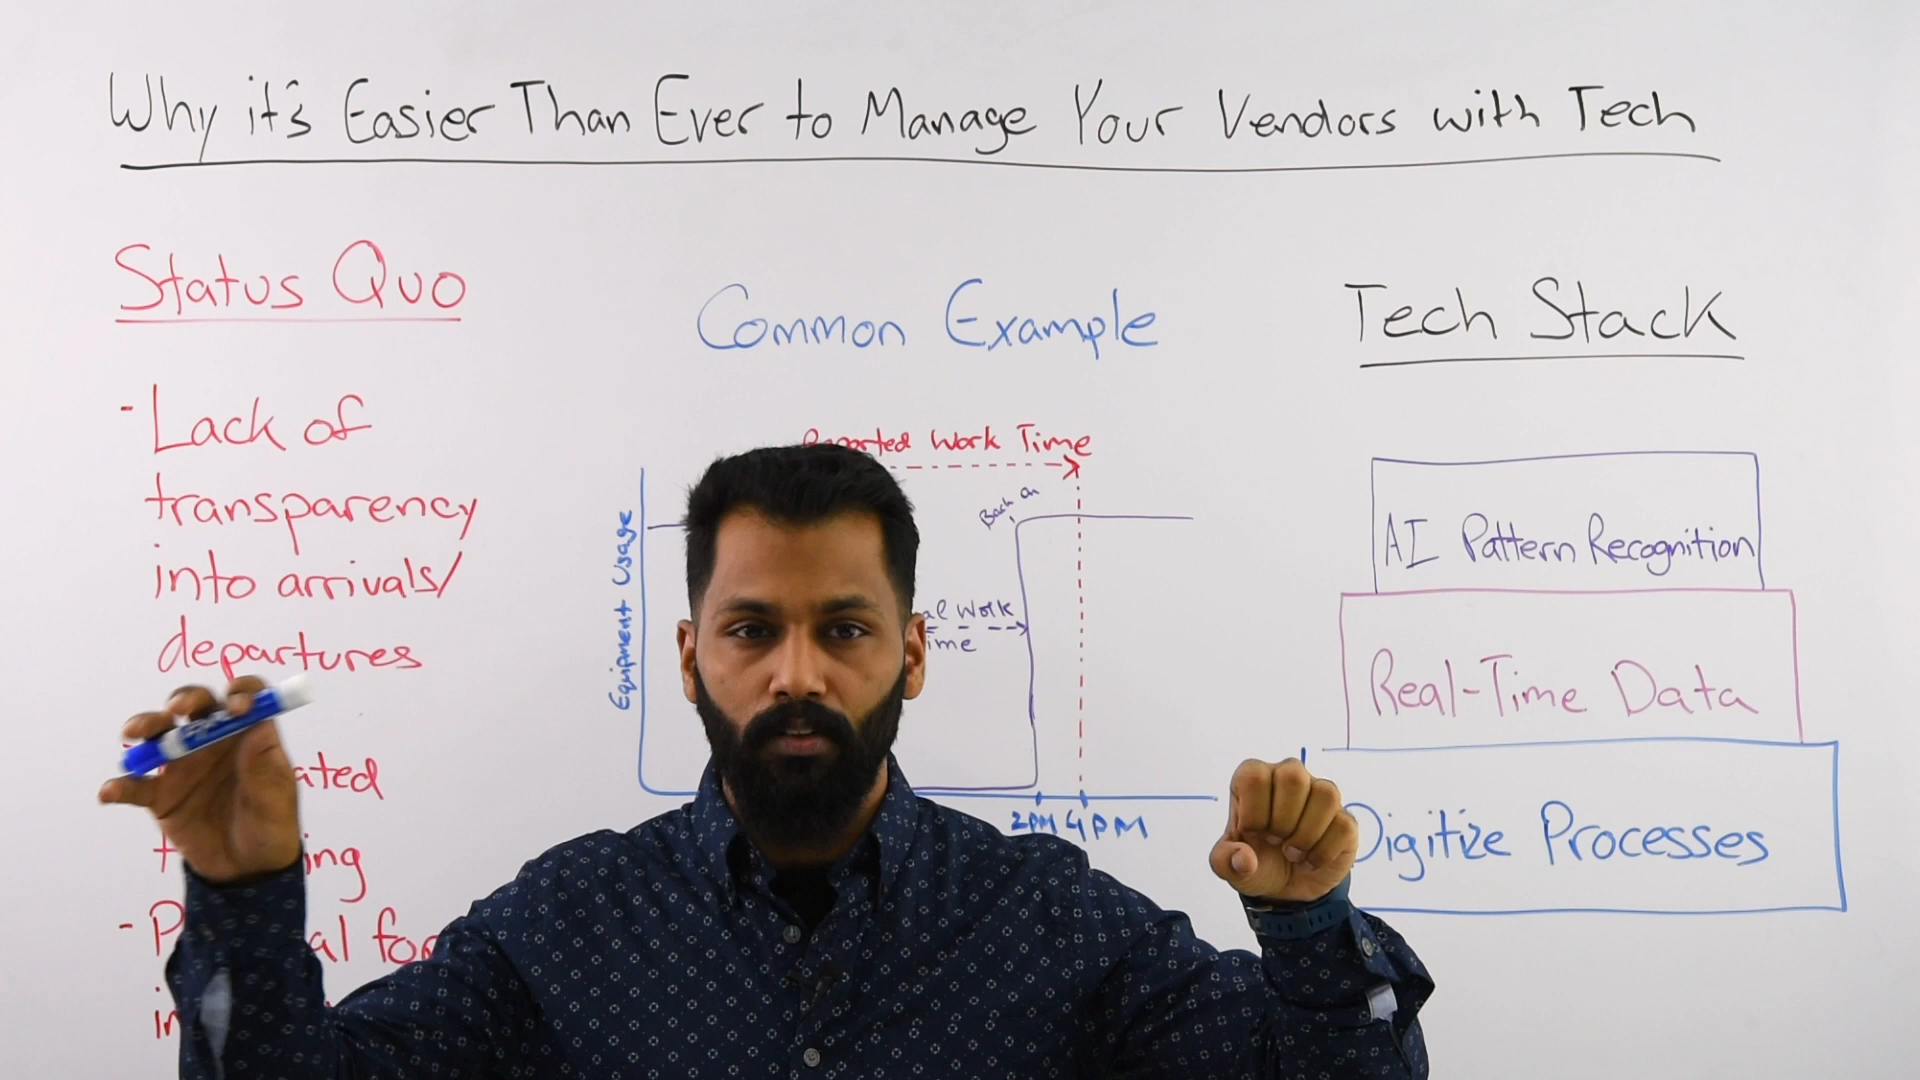 Why it's Easier Than Ever to Manage Your Vendors with Tech
Status Quo
- Lack of
transparency
into arrivals/
departures
- P
Common Example
Reported Work Time
Back on
Work
Equipment Usage
2PM 4PM
Tech Stack
AI Pattern Recognition
Real-Time Data
Digitize Processes